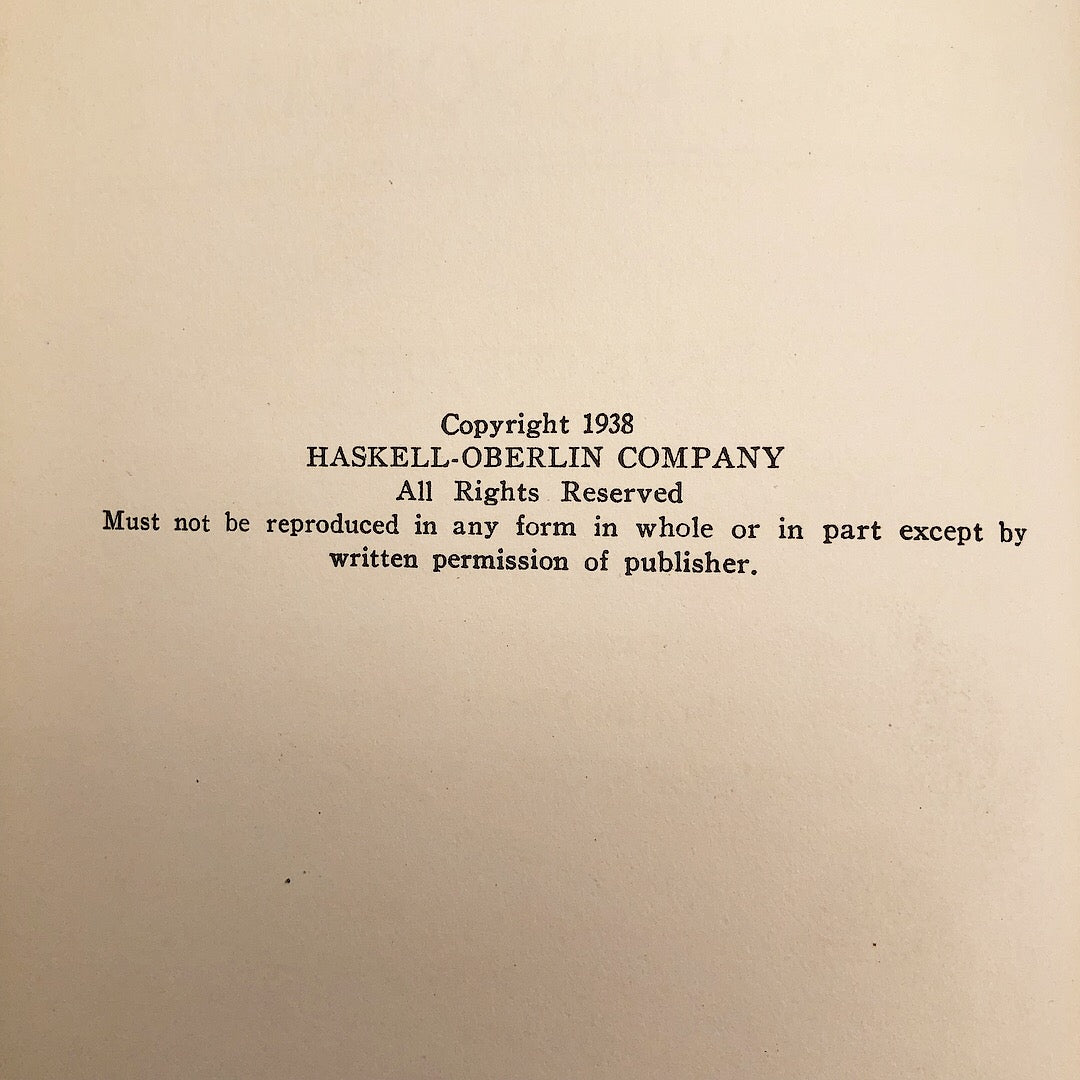 Copyright 1938
HASKELL-OBERLIN COMPANY
All Rights Reserved
Must not be reproduced in any form in whole or in part except by
written permission of publisher.